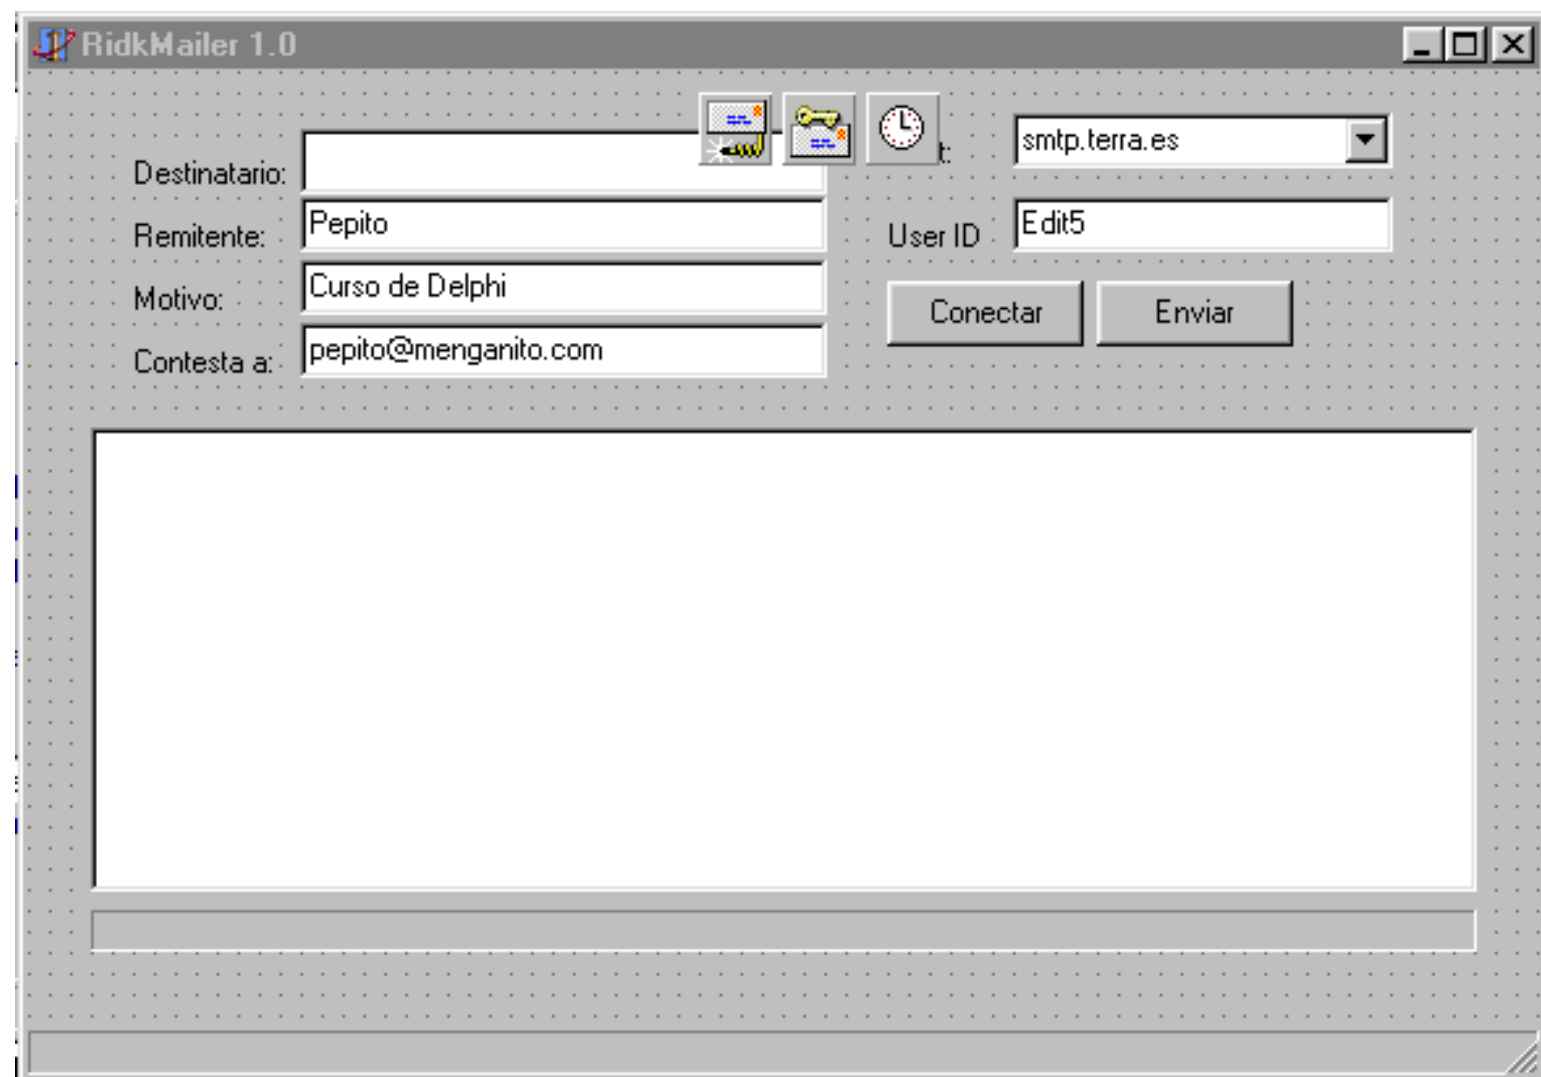 RidkMailer 1.0
Destinatario:
t:
smtp.terra.es
Remitente:
Pepito
User ID
Edit5
Motivo:
Curso de Delphi
Conectar
Enviar
Contesta a:
pepito@menganito.com